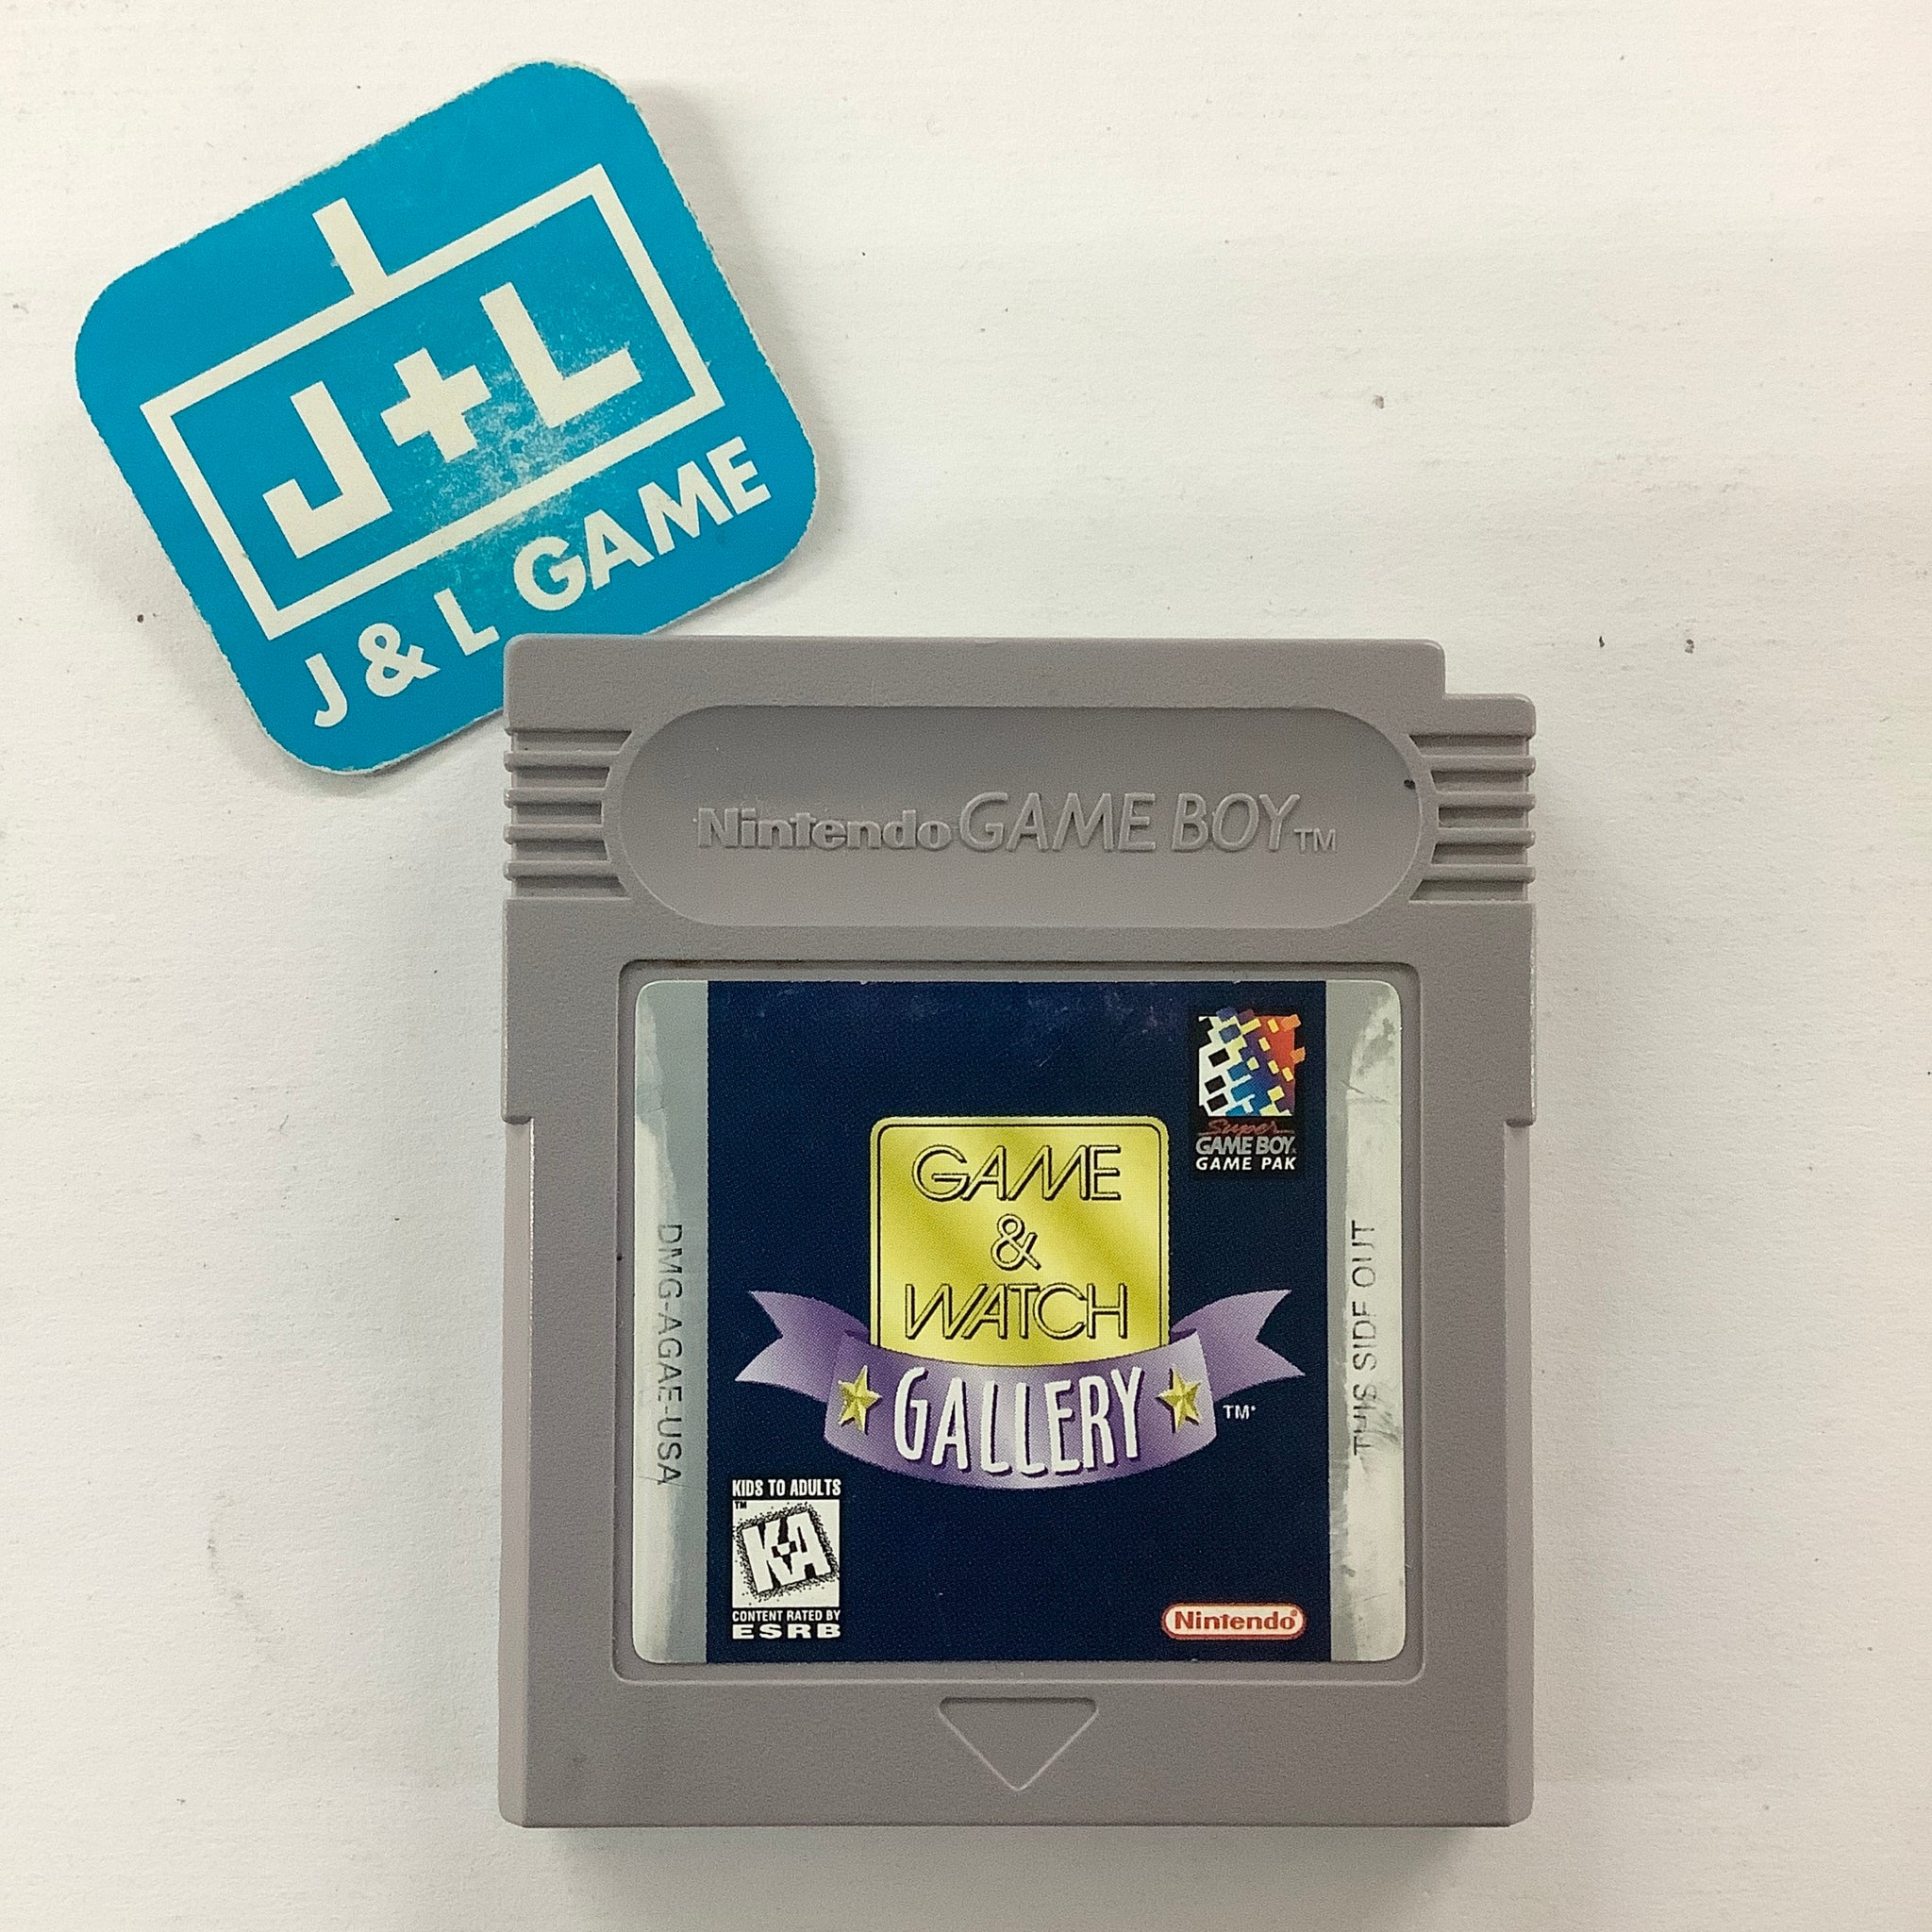 J+L
J & L GAME
Nintendo GAME BOY TM
Super
GAME BOY
GAME PAK
GAME
&
WATCH
GALLERY TM
DMG-AGAE-USA
THIS SIDE OUT
KIDS TO ADULTS
TM
KA
CONTENT RATED BY
ESRB
Nintendo®